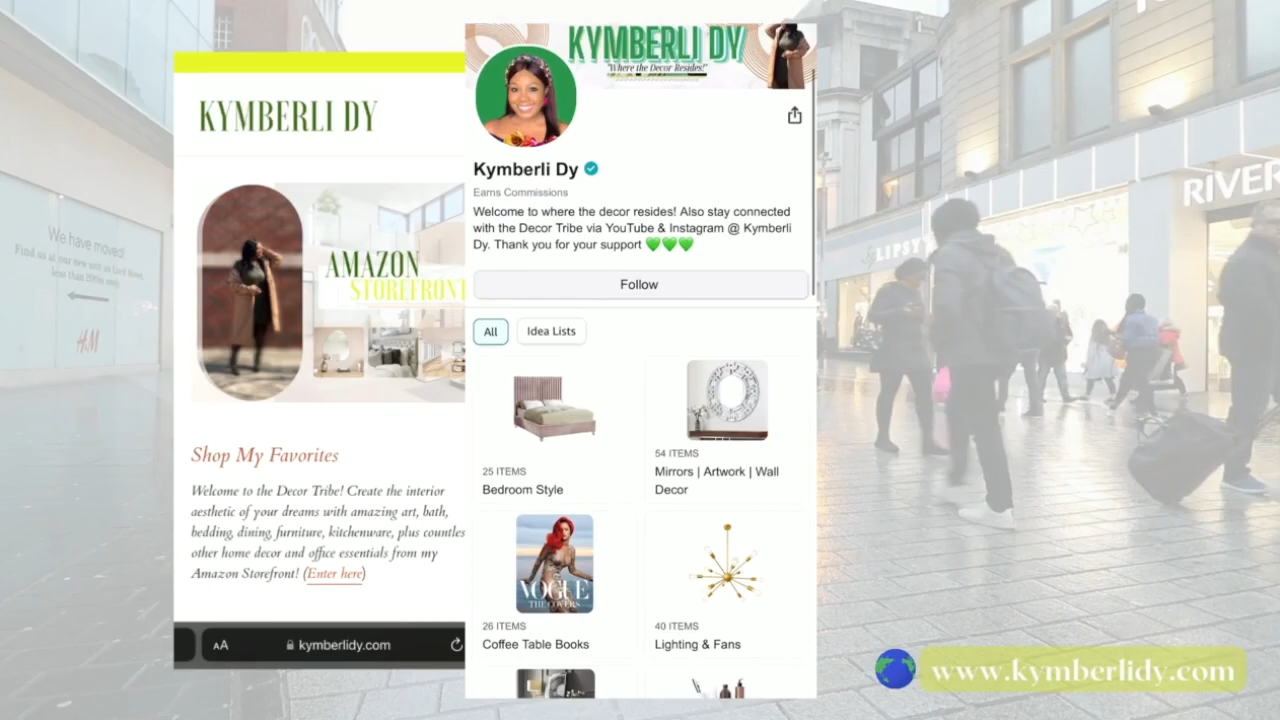 KYMBERLI DY
AMAZON
STOREFRONT
Shop My Favorites
Welcome to the Decor Tribe! Create the interior
aesthetic of your dreams with amazing art, bath,
bedding, dining, furniture, kitchenware, plus countles
other home decor and office essentials from my
Amazon Storefront! (Enter here)
AA
kymberlidy.com
KYMBERLI DY
"Where the Decor Resides!"
Kymberli Dy
Earns Commissions
Welcome to where the decor resides! Also stay connected
with the Decor Tribe via YouTube & Instagram @ Kymberli
Dy. Thank you for your support 💚💚💚
Follow
All
Idea Lists
25 ITEMS
Bedroom Style
54 ITEMS
Mirrors | Artwork | Wall
Decor
VOGUE
THE COVERS
26 ITEMS
Coffee Table Books
40 ITEMS
Lighting & Fans
We have moved!
Find us at our new
H&M
LIPSY
RIVER
www.kymberlidy.com